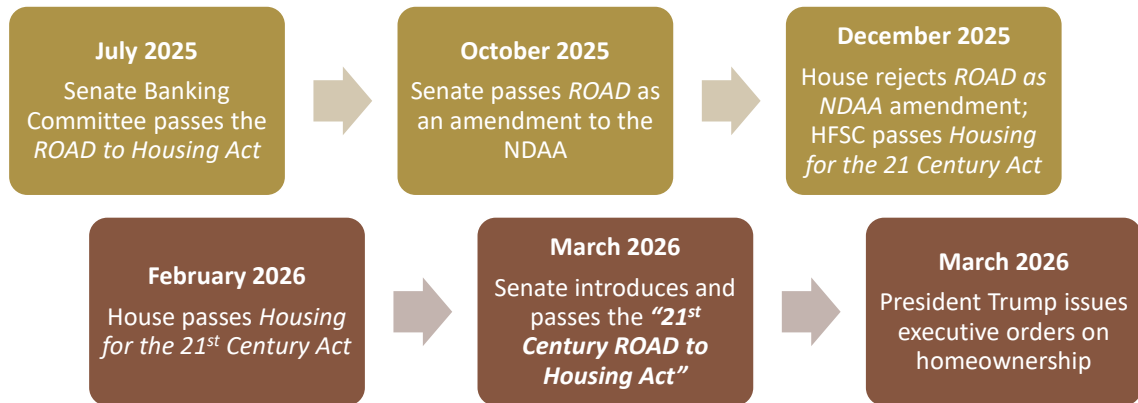 July 2025
Senate Banking
Committee passes the
ROAD to Housing Act
October 2025
Senate passes ROAD as
an amendment to the
NDAA
December 2025
House rejects ROAD as
NDAA amendment;
HFSC passes Housing
for the 21 Century Act
February 2026
House passes Housing
for the 21st Century Act
March 2026
Senate introduces and
passes the “21st
Century ROAD to
Housing Act”
March 2026
President Trump issues
executive orders on
homeownership